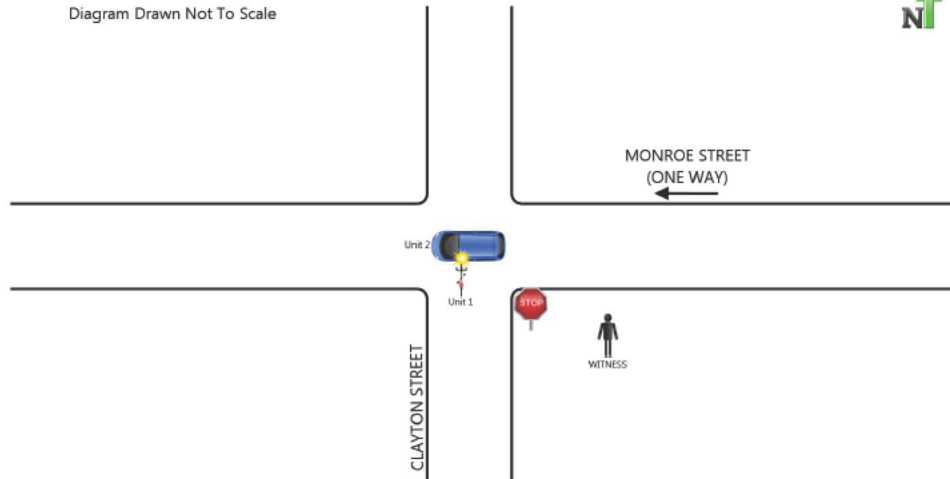 Diagram Drawn Not To Scale
N
MONROE STREET
(ONE WAY)
Unit 2
Unit 1
STOP
WITNESS
CLAYTON STREET